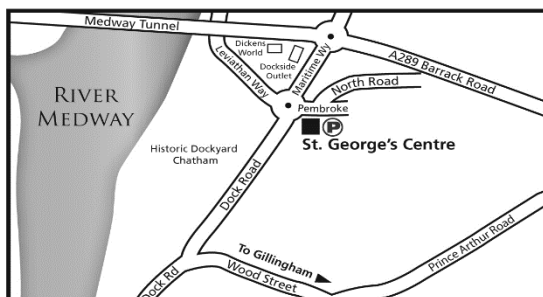 Medway Tunnel
Dickens
World
Dockside
Outlet
Leviathan Way
Maritime Wy
A289 Barrack Road
North Road
RIVER
MEDWAY
Pembroke
P
St. George's Centre
Historic Dockyard
Chatham
Dock Road
To Gillingham
Wood Street
Dock Rd
Prince Arthur Road